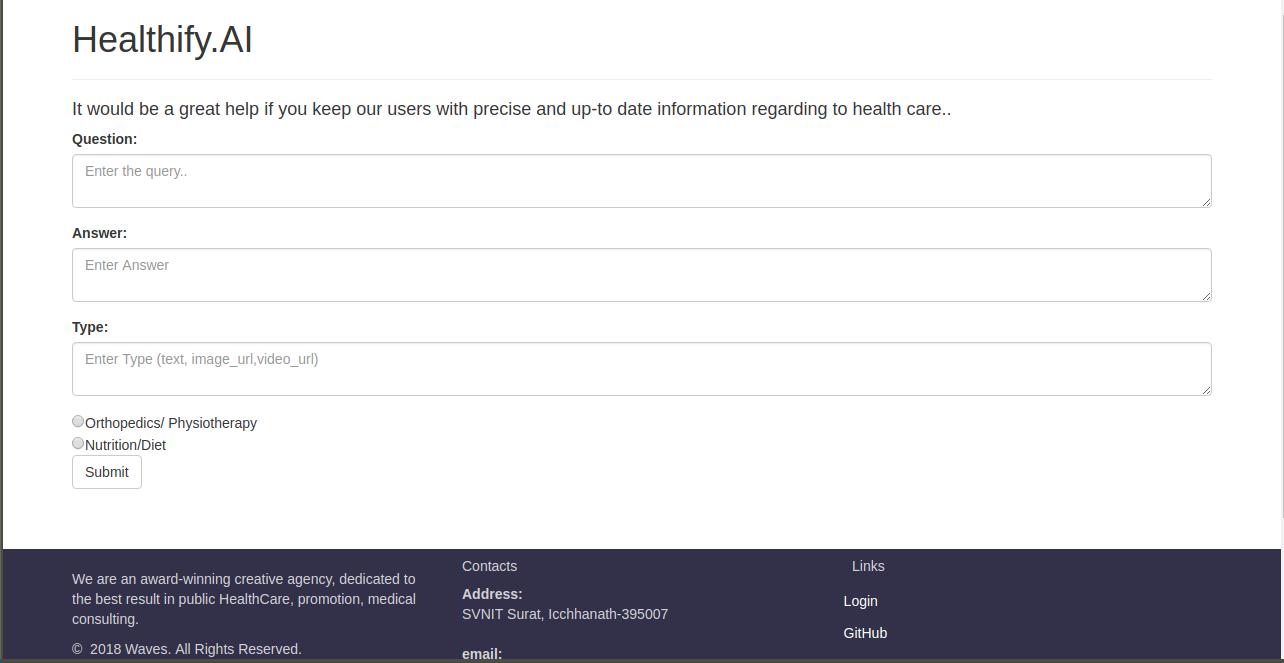 Healthify.AI
It would be a great help if you keep our users with precise and up-to date information regarding to health care..
Question:
Enter the query..
Answer:
Enter Answer
Type:
Enter Type (text, image_url,video_url)
Orthopedics/ Physiotherapy
Nutrition/Diet
Submit
We are an award-winning creative agency, dedicated to
the best result in public HealthCare, promotion, medical
consulting.
© 2018 Waves. All Rights Reserved.
Contacts
Address:
SVNIT Surat, Icchhanath-395007
email:
Links
Login
GitHub